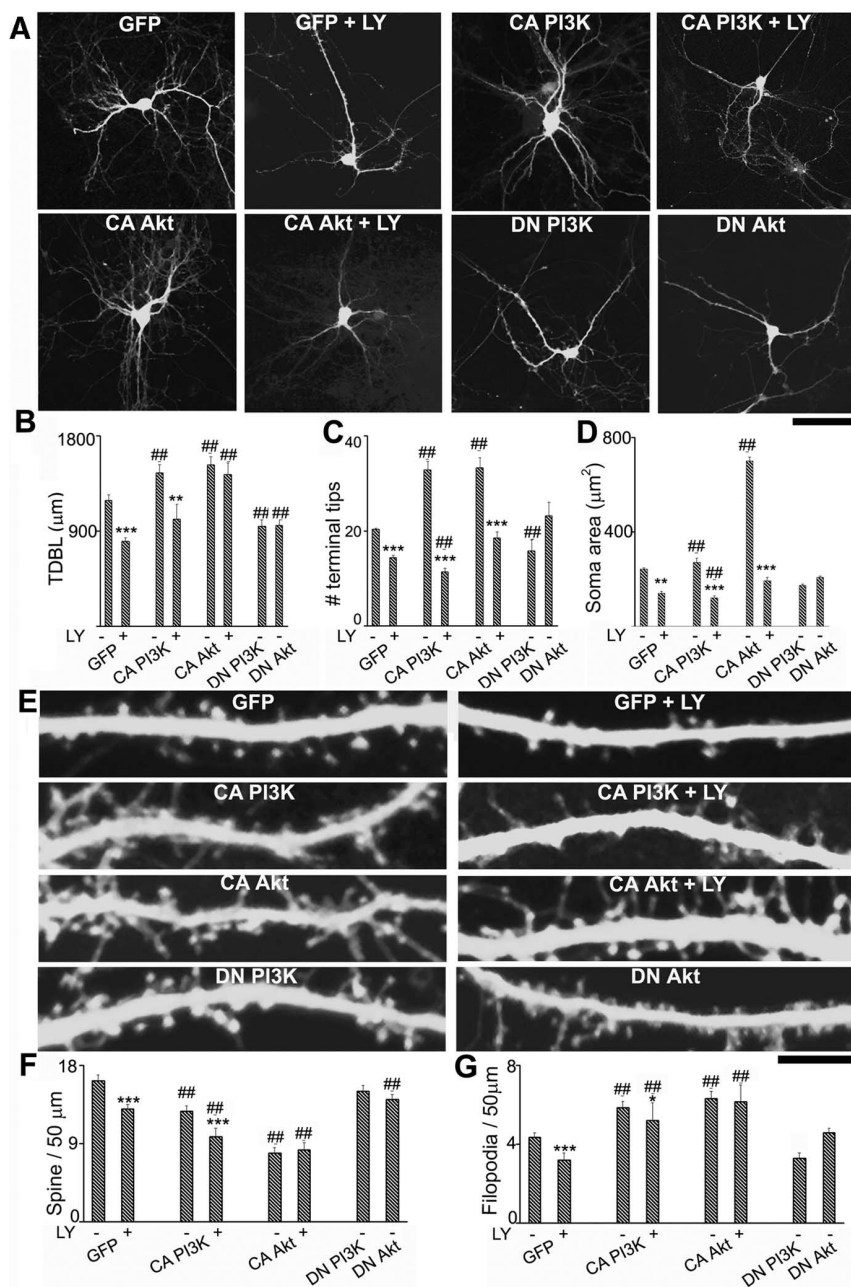 A
GFP
GFP + LY
CA PI3K
CA PI3K + LY
CA Akt
CA Akt + LY
DN PI3K
DN Akt
B
1800
900
TDBL (μm)
***
##
**
##
##
## ##
LY - + - + - + - -
GFP
CA PI3K
CA Akt
DN PI3K
DN Akt
C
40
20
0
# terminal tips
***
##
##
***
##
***
##
- + - + - + - -
GFP
CA PI3K
CA Akt
DN PI3K
DN Akt
D
800
400
Soma area (μm²)
**
##
##
***
##
***
LY - + - + - + - -
GFP
CA PI3K
CA Akt
DN PI3K
DN Akt
E
GFP
GFP + LY
CA PI3K
CA PI3K + LY
CA Akt
CA Akt + LY
DN PI3K
DN Akt
F
18
9
0
Spine / 50 μm
***
##
##
***
##
##
##
LY - + - + - + - -
GFP
CA PI3K
CA Akt
DN PI3K
DN Akt
G
8
4
0
Filopodia / 50μm
***
##
##
*
##
##
LY - + - + - + - -
GFP
CA PI3K
CA Akt
DN PI3K
DN Akt